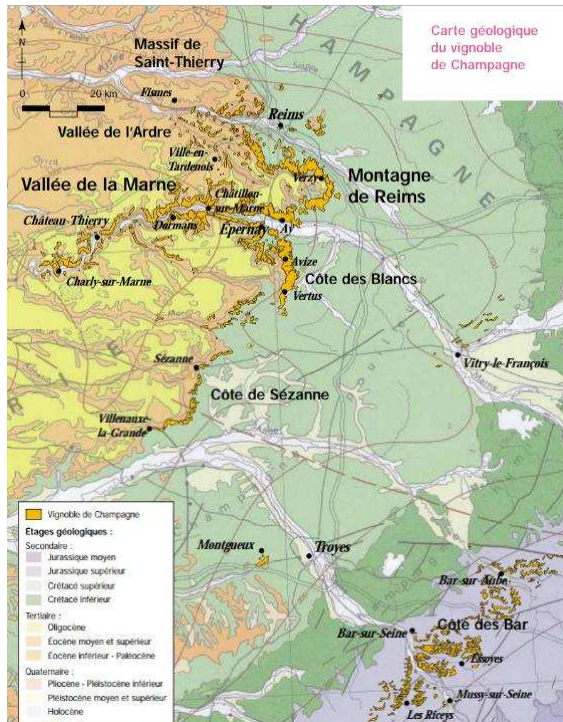 Carte géologique
du vignoble
de Champagne
CHAMPAGNE
N
0
20 km
Massif de
Saint-Thierry
Fismes
Reims
Vallée de l'Ardre
Ville-en-
Tardenois
Verzy
Montagne
de Reims
Vallée de la Marne
Châtillon-
sur-Marne
Château-Thierry
Dormans
Épernay
Aÿ
Avize
Charly-sur-Marne
Côte des Blancs
Vertus
Sézanne
Vitry-le-François
Côte de Sézanne
Villenauxe-
la-Grande
Montgueux
Troyes
Bar-sur-Aube
Bar-sur-Seine
Côte des Bar
Essoyes
Mussy-sur-Seine
Les Riceys
Vignoble de Champagne
Étages géologiques :
Secondaire :
Jurassique moyen
Jurassique supérieur
Crétacé supérieur
Crétacé inférieur
Tertiaire :
Oligocène
Éocène moyen et supérieur
Éocène inférieur - Paléocène
Quaternaire :
Pliocène - Pléistocène inférieur
Pléistocène moyen et supérieur
Holocène